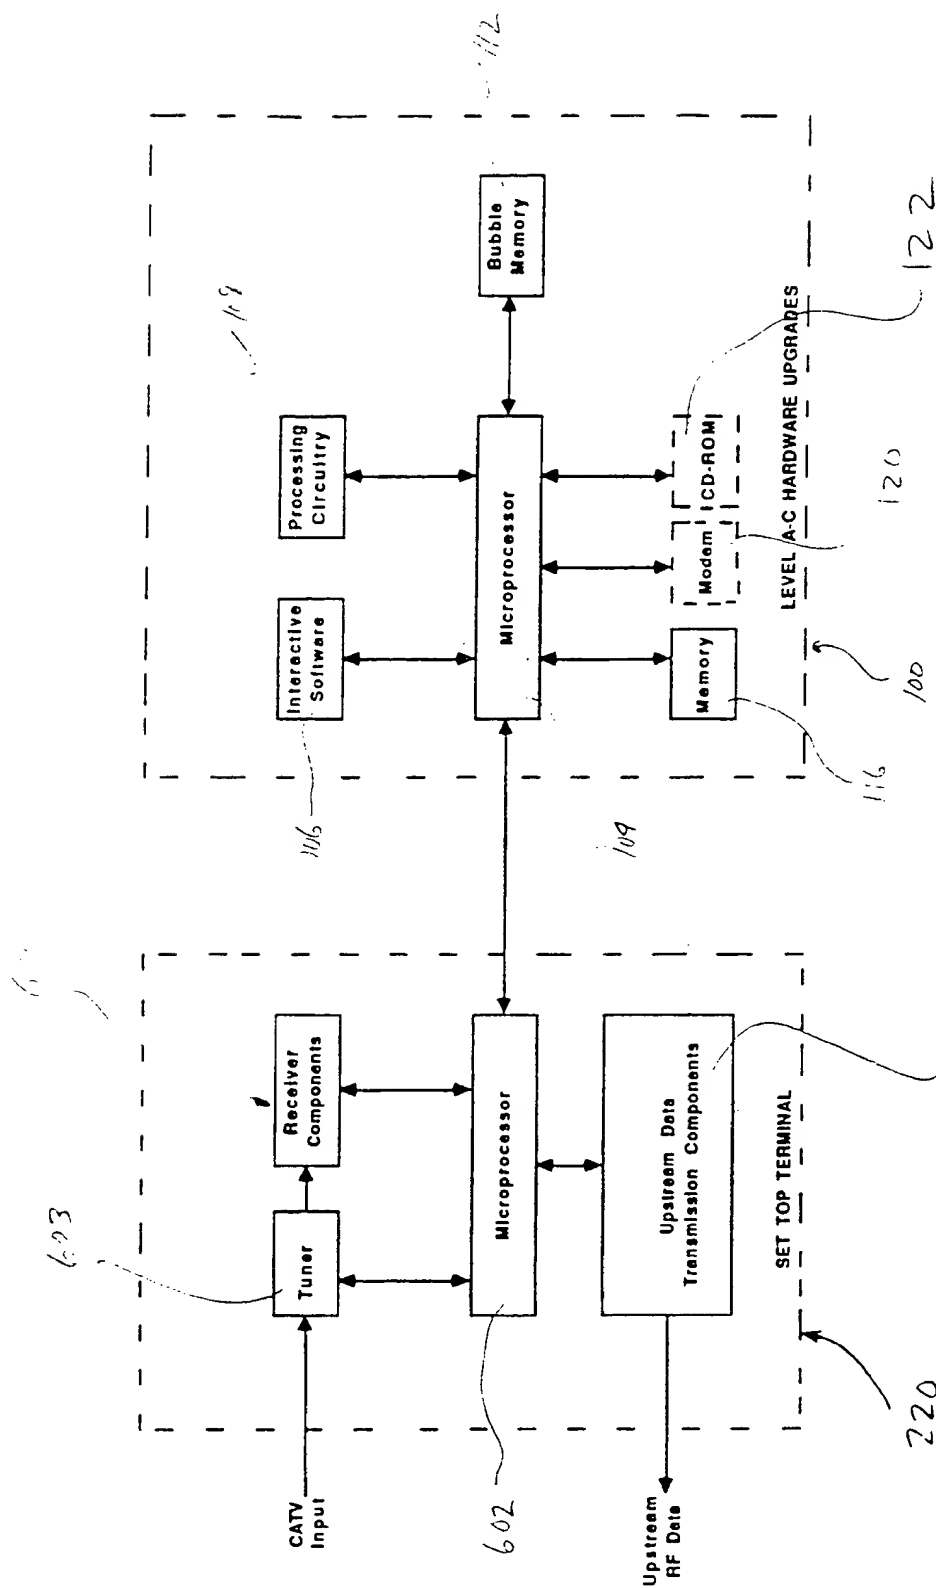 CATV
Input
Tuner
Receiver
Components
Microprocessor
Upstream Data
Transmission Components
Upstream
RF Data
SET TOP TERMINAL
603
602
220
Interactive
Software
Processing
Circuitry
Microprocessor
Bubble
Memory
Memory
Modem
CD-ROM
LEVEL A-C HARDWARE UPGRADES
106
100
116
120
122